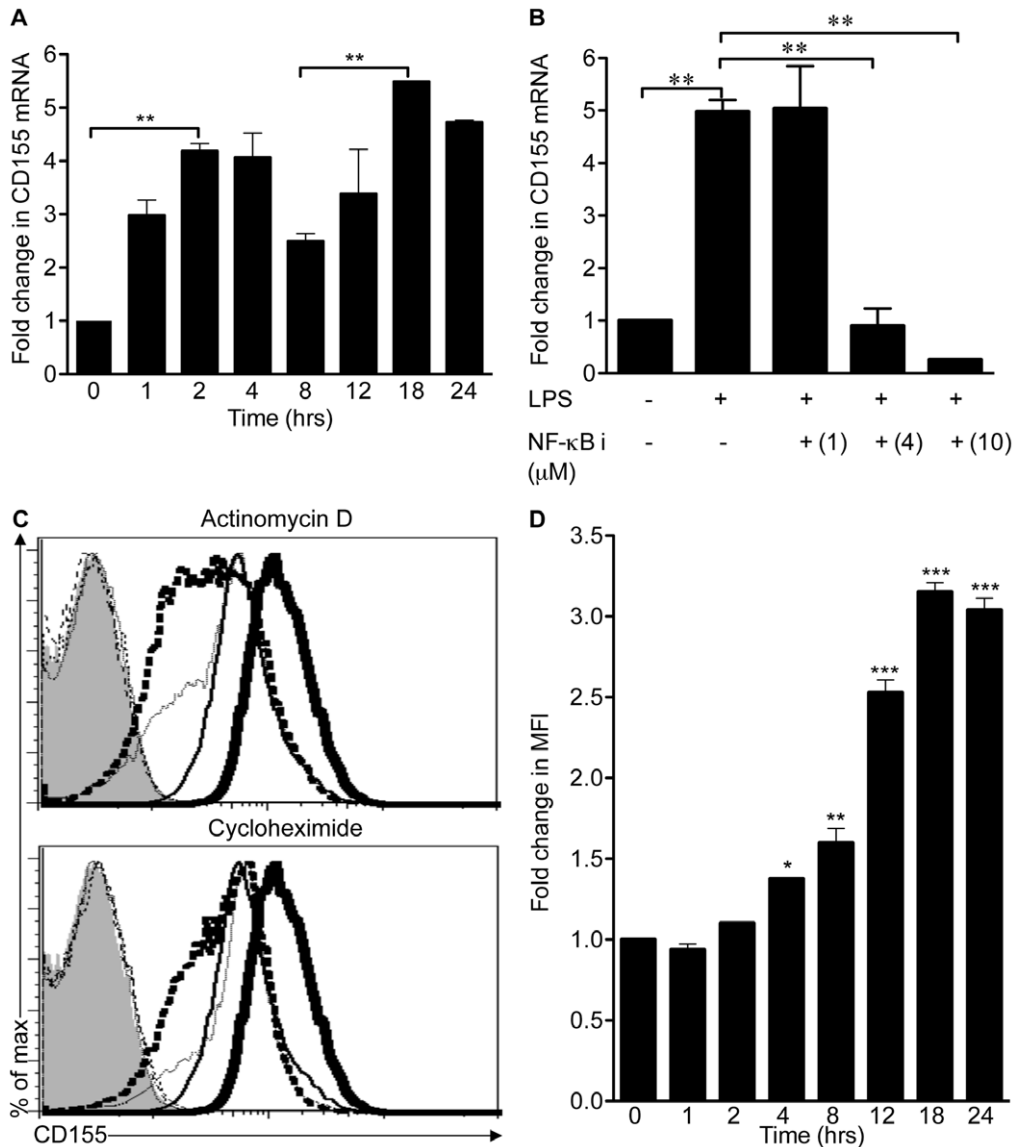 A
Fold change in CD155 mRNA
6
5
4
3
2
1
0
**
**
0 1 2 4 8 12 18 24
Time (hrs)
B
Fold change in CD155 mRNA
6
5
4
3
2
1
0
**
**
**
LPS - + + + +
NF-κB i - - + (1) + (4) + (10)
(μM)
C
Actinomycin D
Cycloheximide
% of max
CD155
D
Fold change in MFI
3.5
3.0
2.5
2.0
1.5
1.0
0.5
0.0
*
**
***
***
***
0 1 2 4 8 12 18 24
Time (hrs)